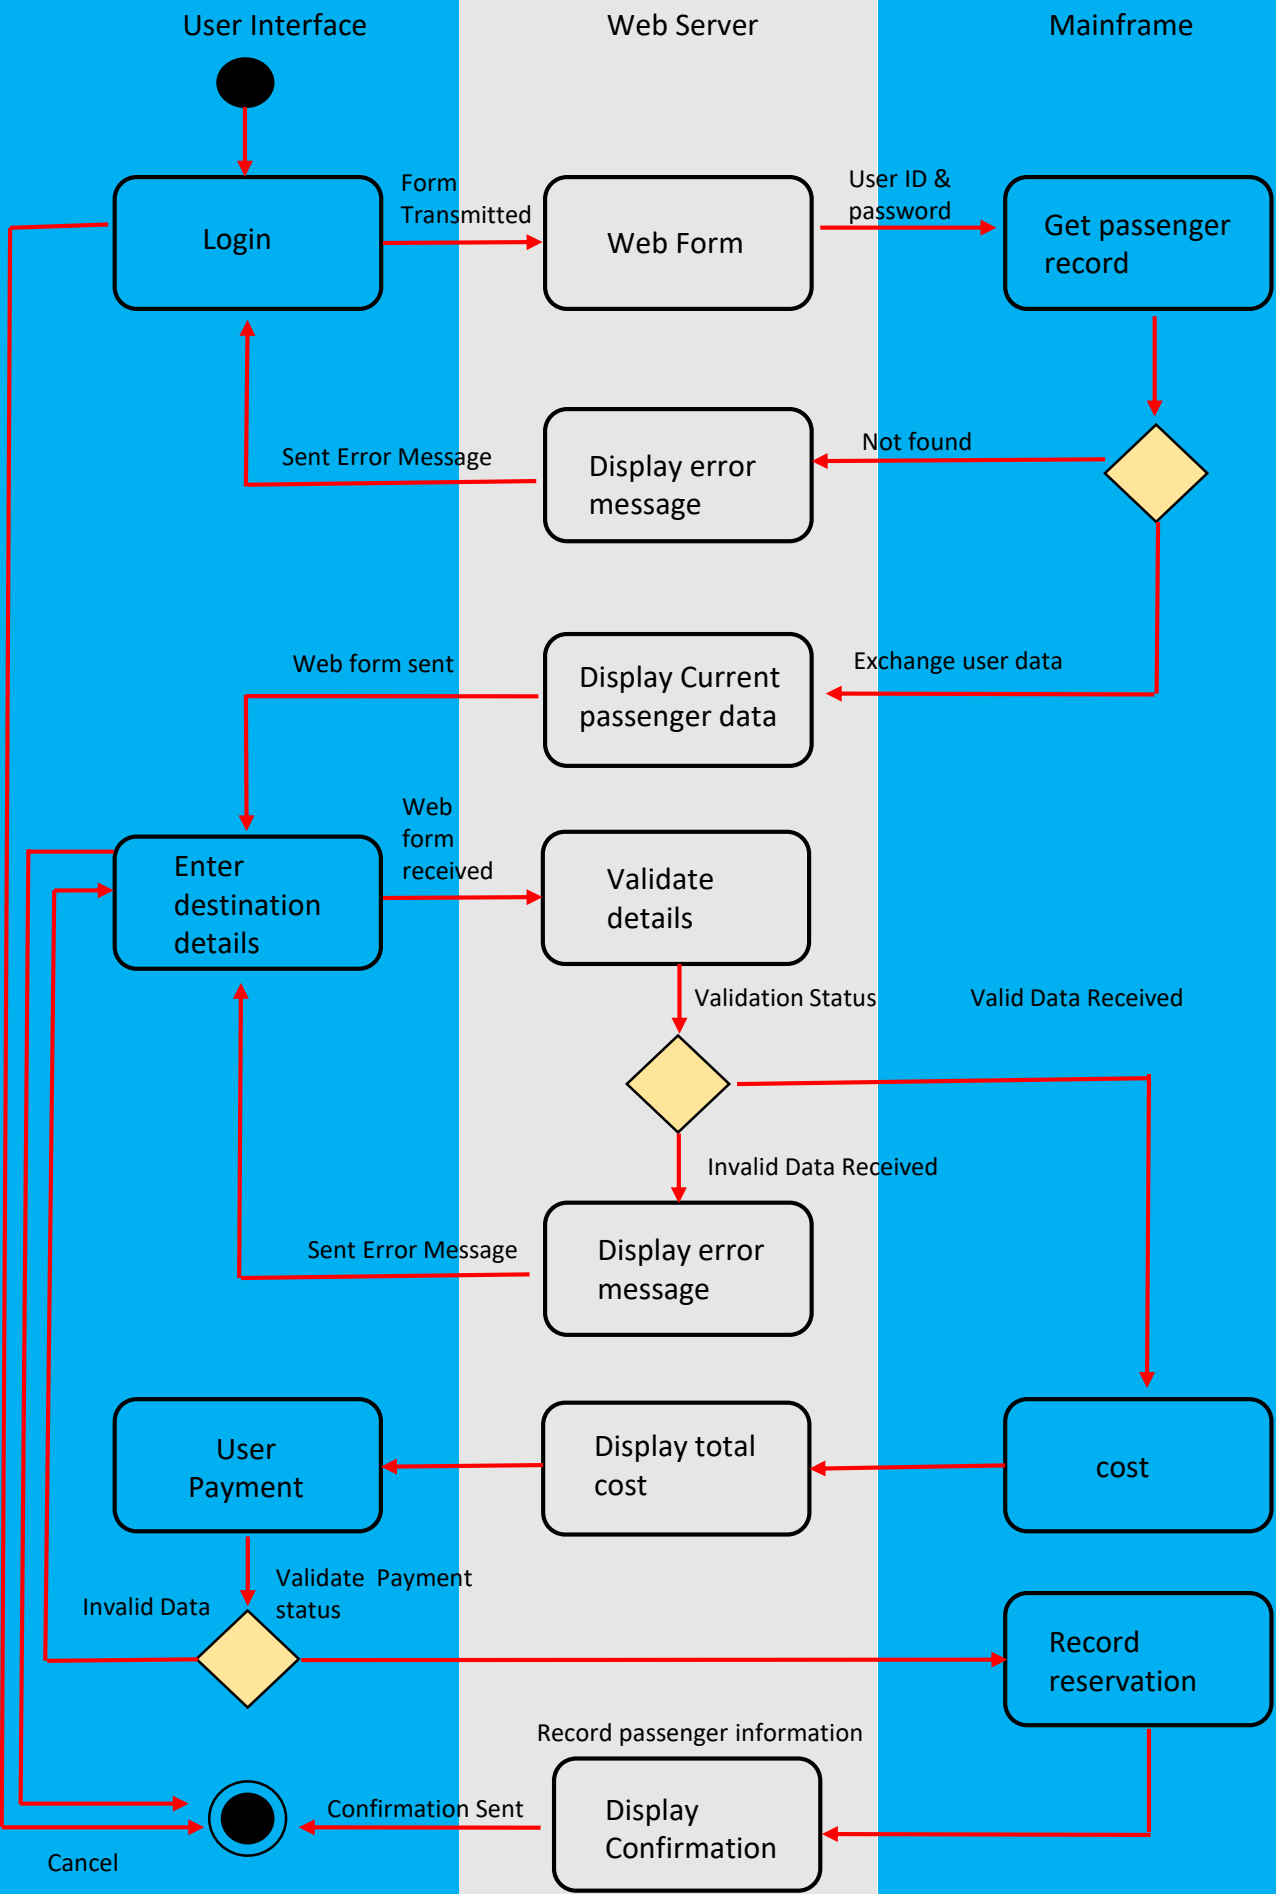 User Interface
Web Server
Mainframe
Form
Transmitted
User ID &
password
Login
Web Form
Get passenger
record
Sent Error Message
Display error
message
Not found
Web form sent
Display Current
passenger data
Exchange user data
Web
form
received
Enter
destination
details
Validate
details
Validation Status
Valid Data Received
Invalid Data Received
Sent Error Message
Display error
message
User
Payment
Display total
cost
cost
Validate  Payment
status
Invalid Data
Record
reservation
Record passenger information
Confirmation Sent
Display
Confirmation
Cancel